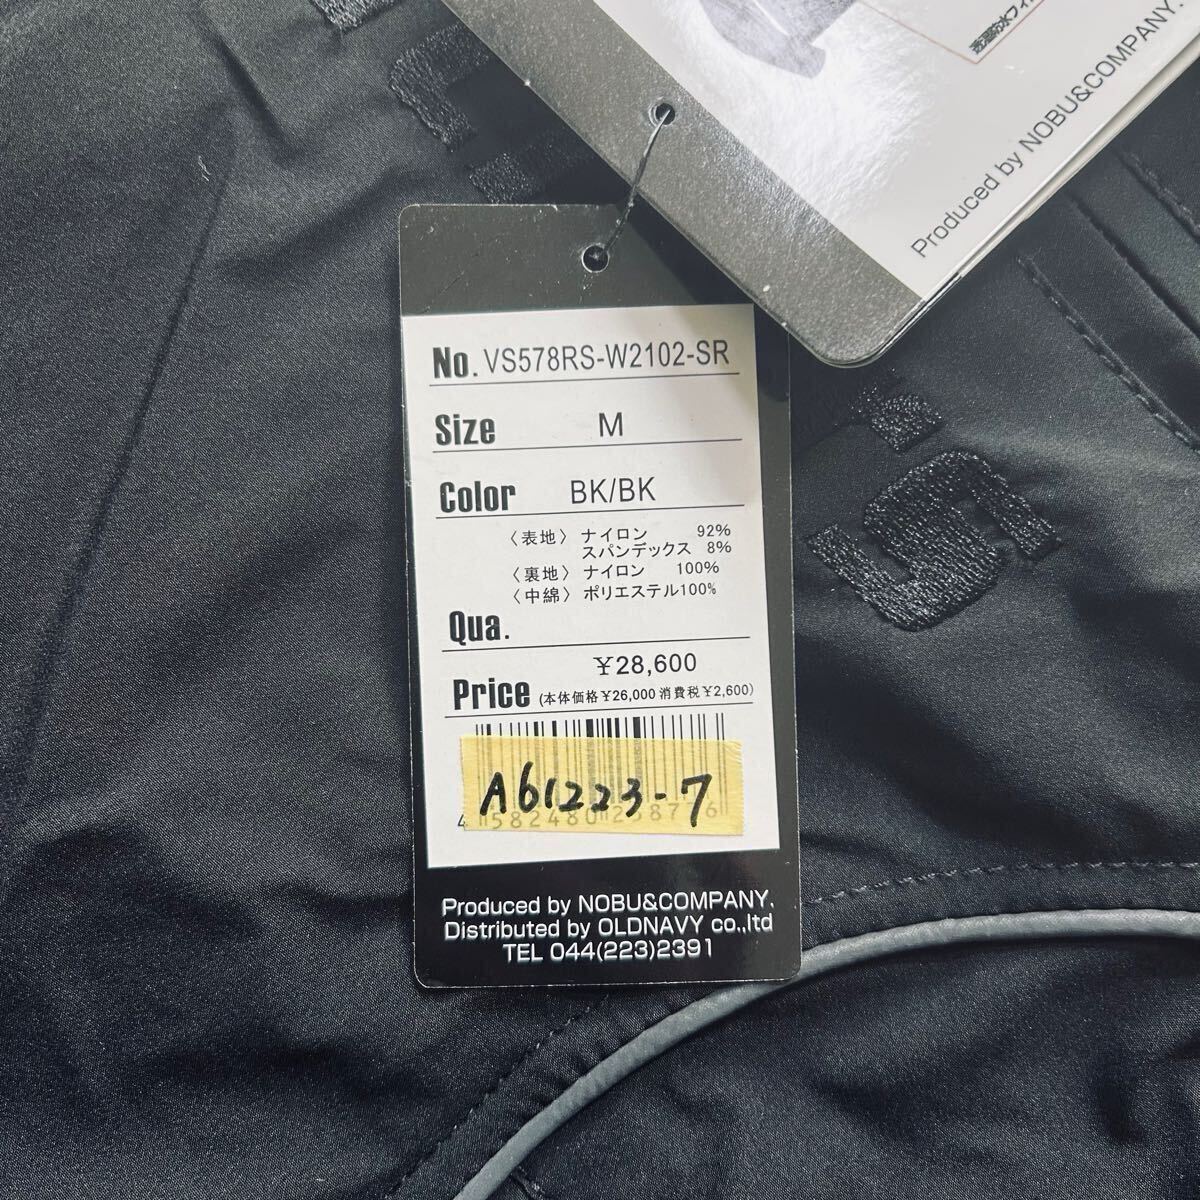 Produced by NOBU&COMPANY.
No. VS578RS-W2102-SR
Size M
Color BK/BK
〈表地〉ナイロン 92%
スパンデックス 8%
〈裏地〉ナイロン 100%
〈中綿〉ポリエステル100%
Qua.
¥28,600
Price (本体価格¥26,000 消費税¥2,600)
A61223-7
Produced by NOBU&COMPANY.
Distributed by OLDNAVY co.,ltd
TEL 044(223)2391